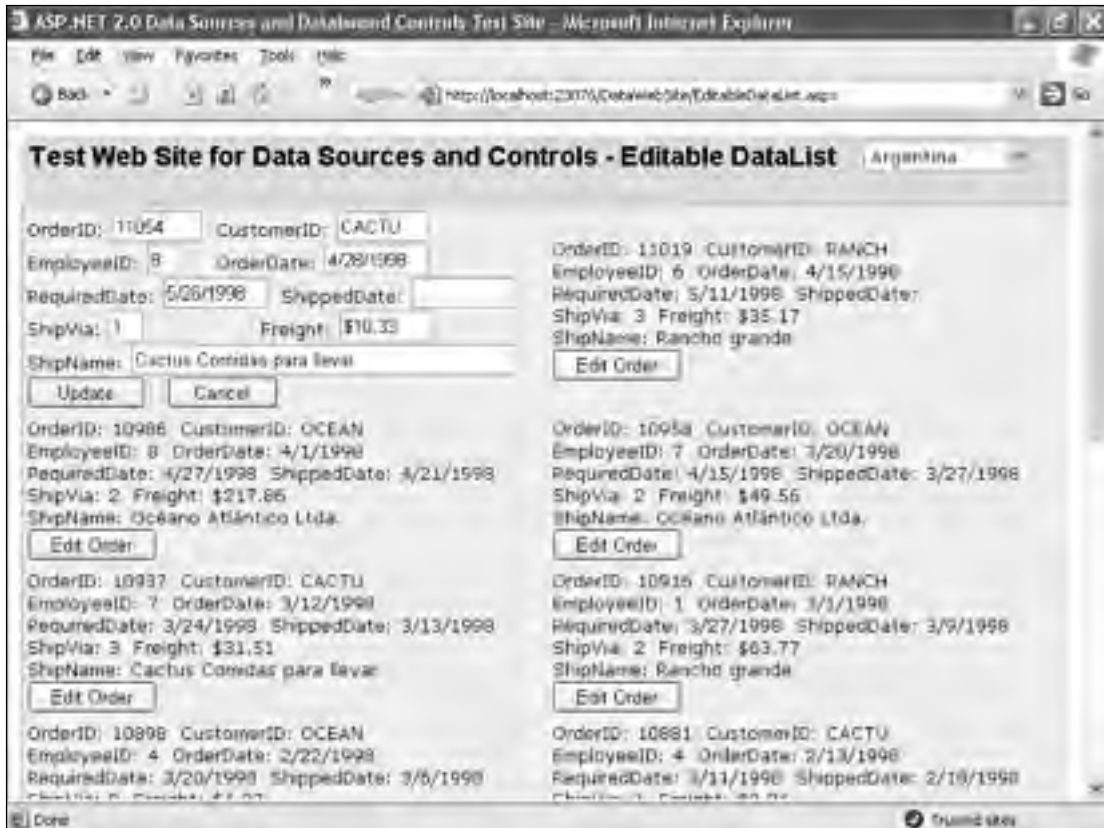 ASP.NET 2.0 Data Sources and Databound Controls Test Site - Microsoft Internet Explorer
File Edit View Favorites Tools Help
Back
http://localhost:23076/DataWebSite/EditableDataList.aspx
Go
Test Web Site for Data Sources and Controls - Editable DataList
Argentina
OrderID: 11054 CustomerID: CACTU
EmployeeID: 8 OrderDate: 4/28/1998
RequiredDate: 5/26/1998 ShippedDate:
ShipVia: 1 Freight: $10.33
ShipName: Cactus Comidas para llevar
Update Cancel
OrderID: 11019 CustomerID: RANCH
EmployeeID: 6 OrderDate: 4/15/1998
RequiredDate: 5/11/1998 ShippedDate:
ShipVia: 3 Freight: $35.17
ShipName: Rancho grande
Edit Order
OrderID: 10986 CustomerID: OCEAN
EmployeeID: 8 OrderDate: 4/1/1998
RequiredDate: 4/27/1998 ShippedDate: 4/21/1998
ShipVia: 2 Freight: $217.86
ShipName: Océano Atlántico Ltda.
Edit Order
OrderID: 10958 CustomerID: OCEAN
EmployeeID: 7 OrderDate: 3/20/1998
RequiredDate: 4/15/1998 ShippedDate: 3/27/1998
ShipVia: 2 Freight: $49.56
ShipName: Océano Atlántico Ltda.
Edit Order
OrderID: 10937 CustomerID: CACTU
EmployeeID: 7 OrderDate: 3/12/1998
RequiredDate: 3/24/1998 ShippedDate: 3/13/1998
ShipVia: 3 Freight: $31.51
ShipName: Cactus Comidas para llevar
Edit Order
OrderID: 10916 CustomerID: RANCH
EmployeeID: 1 OrderDate: 3/1/1998
RequiredDate: 3/27/1998 ShippedDate: 3/9/1998
ShipVia: 2 Freight: $63.77
ShipName: Rancho grande
Edit Order
OrderID: 10898 CustomerID: OCEAN
EmployeeID: 4 OrderDate: 2/22/1998
RequiredDate: 3/20/1998 ShippedDate: 3/6/1998
OrderID: 10881 CustomerID: CACTU
EmployeeID: 4 OrderDate: 2/13/1998
RequiredDate: 3/11/1998 ShippedDate: 2/18/1998
Done
Trusted sites